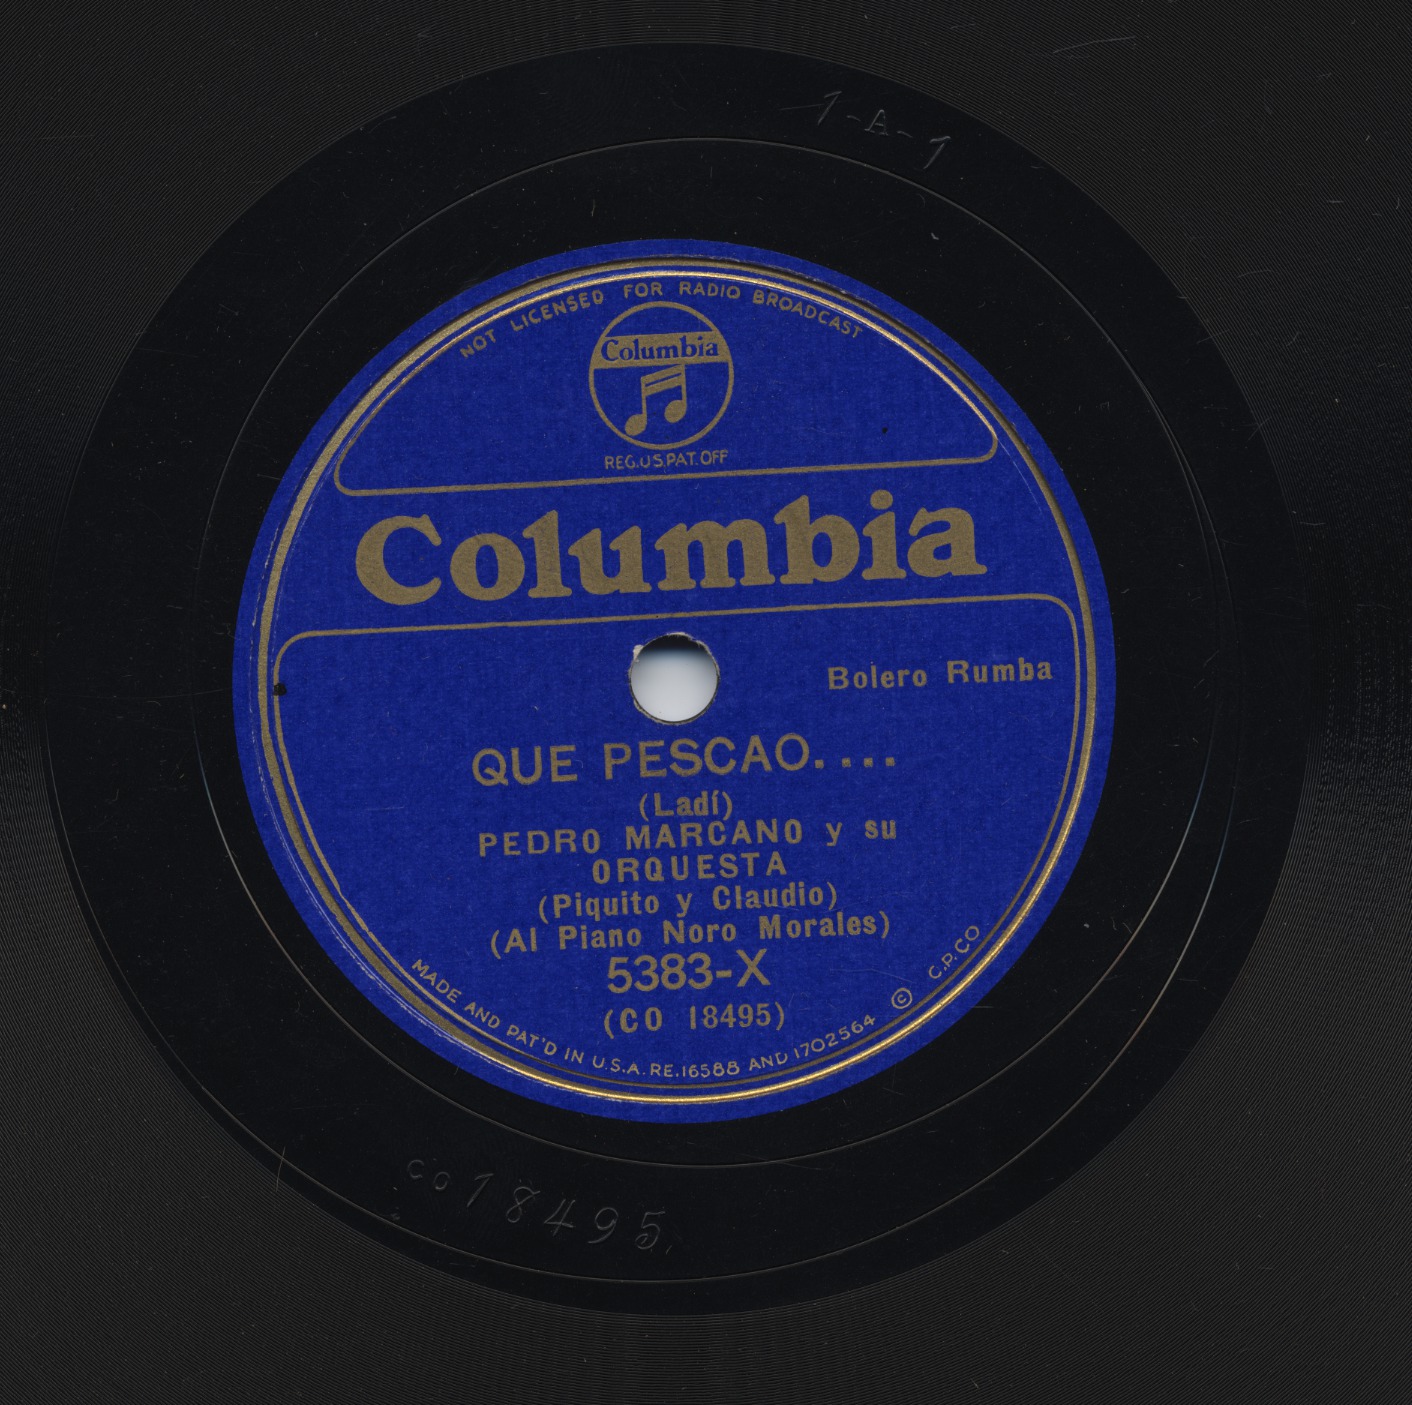 1-A-1
NOT LICENSED FOR RADIO BROADCAST
Columbia
REG.U.S.PAT.OFF
Columbia
Bolero Rumba
QUE PESCAO....
(Ladí)
PEDRO MARCANO y su
ORQUESTA
(Piquito y Claudio)
(Al Piano Noro Morales)
5383-X
(CO 18495)
MADE AND PAT'D IN U.S.A. RE.16588 AND 1702564 © C.P.CO
CO18495